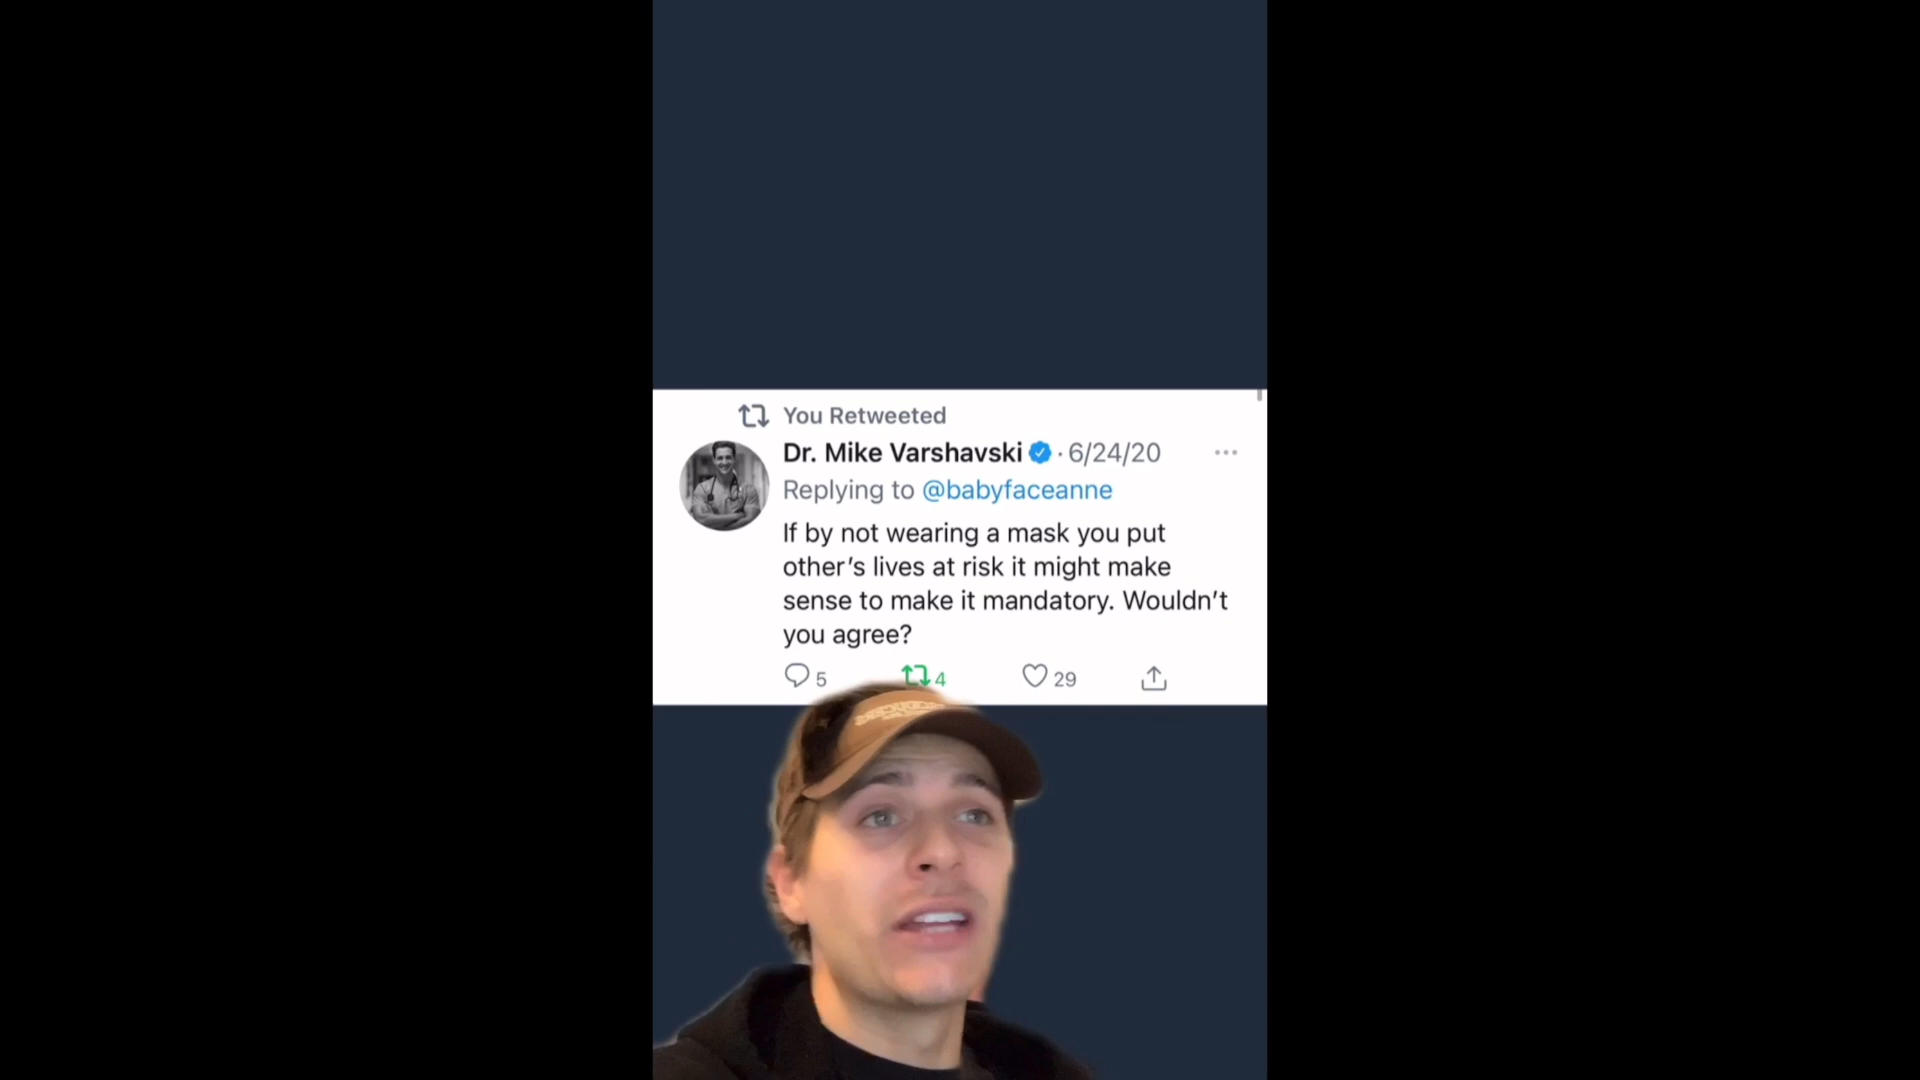 You Retweeted
Dr. Mike Varshavski · 6/24/20
Replying to @babyfaceanne
If by not wearing a mask you put
other's lives at risk it might make
sense to make it mandatory. Wouldn't
you agree?
5 4 29